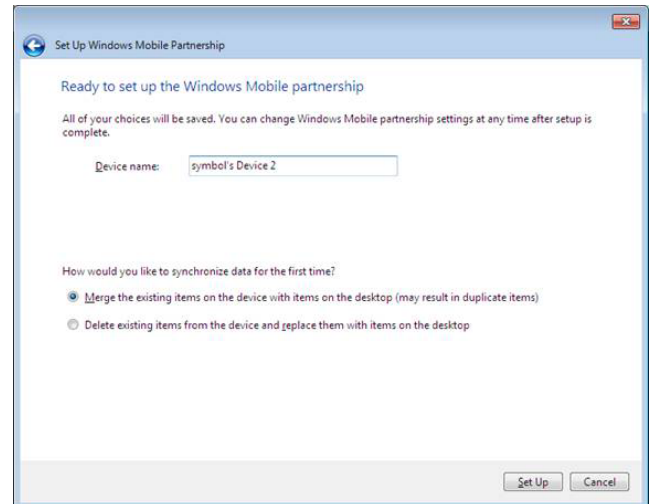 Set Up Windows Mobile Partnership
Ready to set up the Windows Mobile partnership
All of your choices will be saved. You can change Windows Mobile partnership settings at any time after setup is
complete.
Device name: symbol's Device 2
How would you like to synchronize data for the first time?
Merge the existing items on the device with items on the desktop (may result in duplicate items)
Delete existing items from the device and replace them with items on the desktop
Set Up Cancel